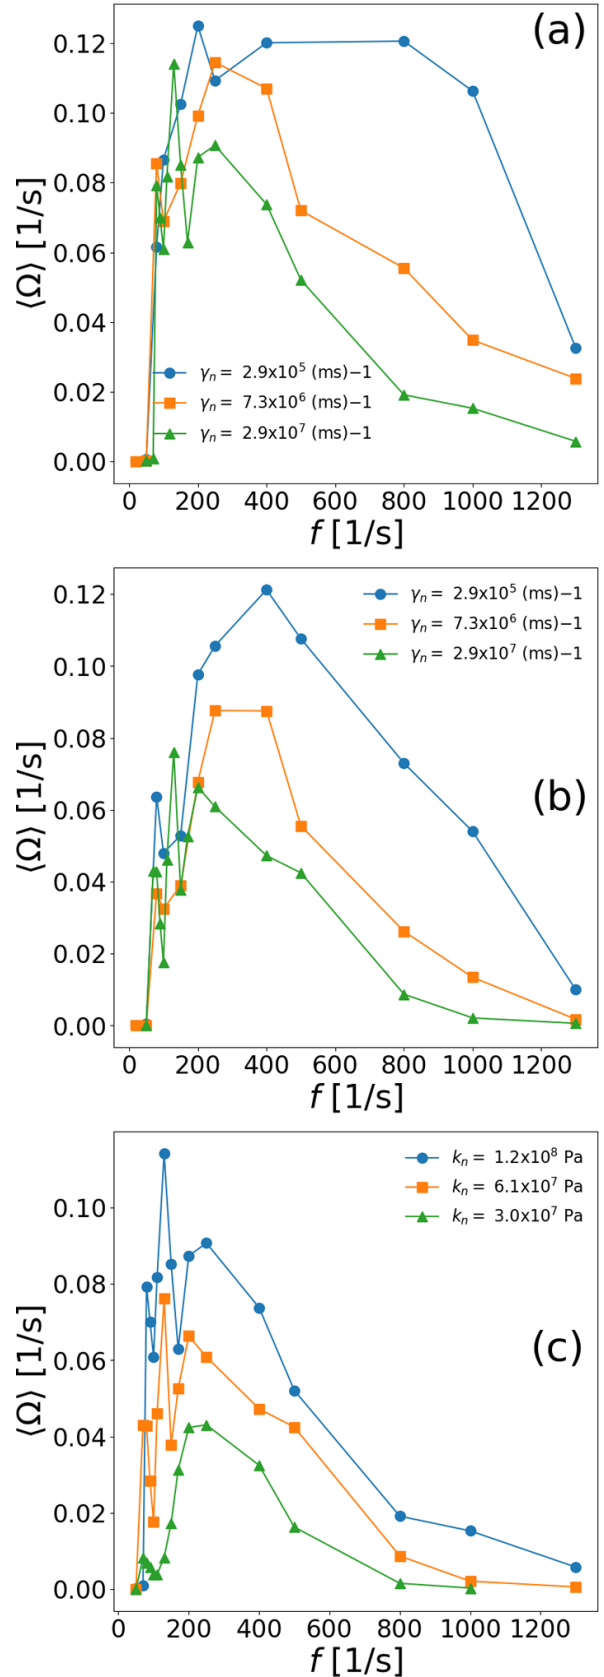 (a)
0.12
0.10
0.08
0.06
0.04
0.02
0.00
⟨Ω⟩ [1/s]
γn = 2.9x10⁵ (ms)−1
γn = 7.3x10⁶ (ms)−1
γn = 2.9x10⁷ (ms)−1
0 200 400 600 800 1000 1200
f [1/s]
(b)
0.12
0.10
0.08
0.06
0.04
0.02
0.00
⟨Ω⟩ [1/s]
γn = 2.9x10⁵ (ms)−1
γn = 7.3x10⁶ (ms)−1
γn = 2.9x10⁷ (ms)−1
0 200 400 600 800 1000 1200
f [1/s]
(c)
0.10
0.08
0.06
0.04
0.02
0.00
⟨Ω⟩ [1/s]
kn = 1.2x10⁸ Pa
kn = 6.1x10⁷ Pa
kn = 3.0x10⁷ Pa
0 200 400 600 800 1000 1200
f [1/s]